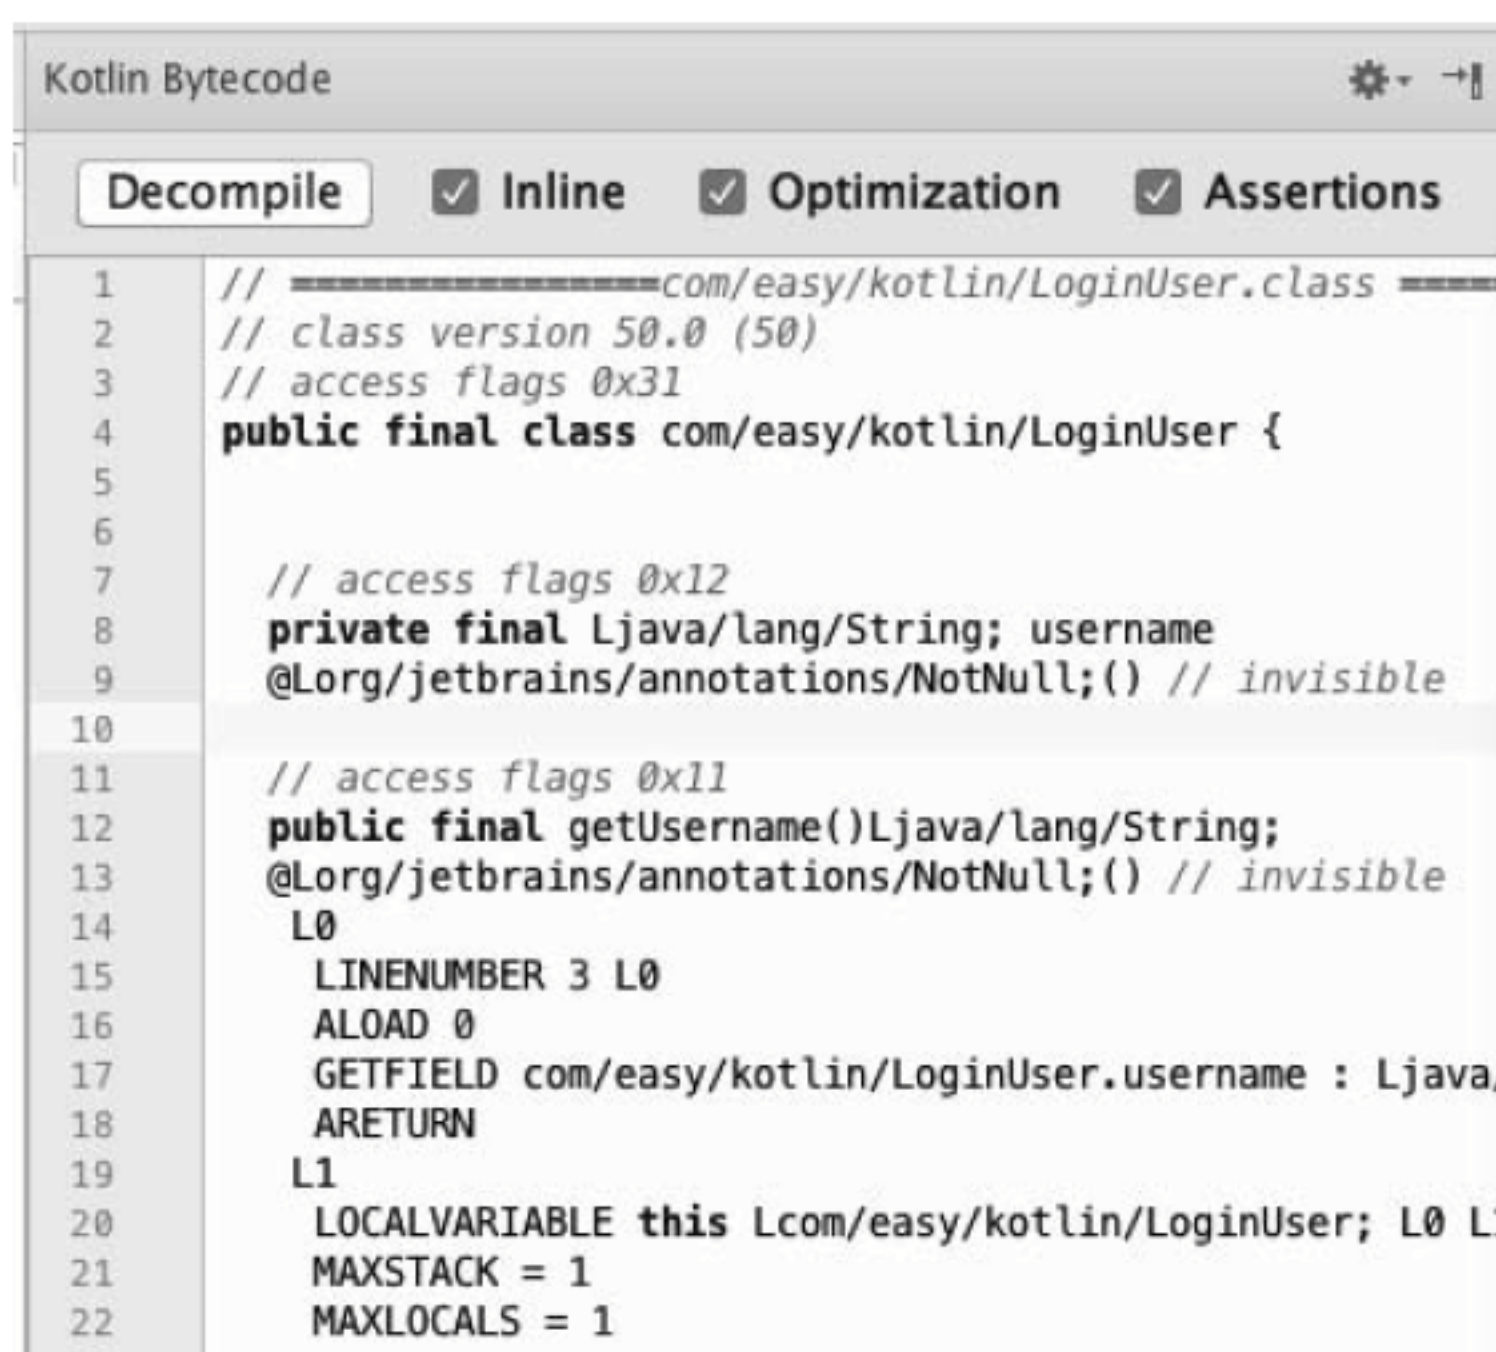 Kotlin Bytecode
Decompile Inline Optimization Assertions
1 // ================com/easy/kotlin/LoginUser.class ====
2 // class version 50.0 (50)
3 // access flags 0x31
4 public final class com/easy/kotlin/LoginUser {
5
6
7 // access flags 0x12
8 private final Ljava/lang/String; username
9 @Lorg/jetbrains/annotations/NotNull;() // invisible
10
11 // access flags 0x11
12 public final getUsername()Ljava/lang/String;
13 @Lorg/jetbrains/annotations/NotNull;() // invisible
14 L0
15 LINENUMBER 3 L0
16 ALOAD 0
17 GETFIELD com/easy/kotlin/LoginUser.username : Ljava/
18 ARETURN
19 L1
20 LOCALVARIABLE this Lcom/easy/kotlin/LoginUser; L0 L1
21 MAXSTACK = 1
22 MAXLOCALS = 1